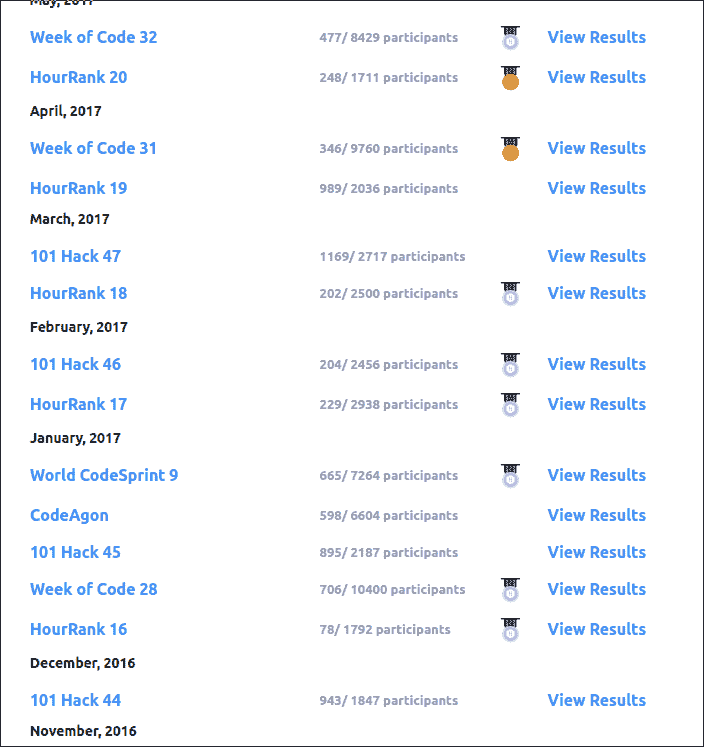 May, 2017
Week of Code 32 477/ 8429 participants View Results
HourRank 20 248/ 1711 participants View Results
April, 2017
Week of Code 31 346/ 9760 participants View Results
HourRank 19 989/ 2036 participants View Results
March, 2017
101 Hack 47 1169/ 2717 participants View Results
HourRank 18 202/ 2500 participants View Results
February, 2017
101 Hack 46 204/ 2456 participants View Results
HourRank 17 229/ 2938 participants View Results
January, 2017
World CodeSprint 9 665/ 7264 participants View Results
CodeAgon 598/ 6604 participants View Results
101 Hack 45 895/ 2187 participants View Results
Week of Code 28 706/ 10400 participants View Results
HourRank 16 78/ 1792 participants View Results
December, 2016
101 Hack 44 943/ 1847 participants View Results
November, 2016